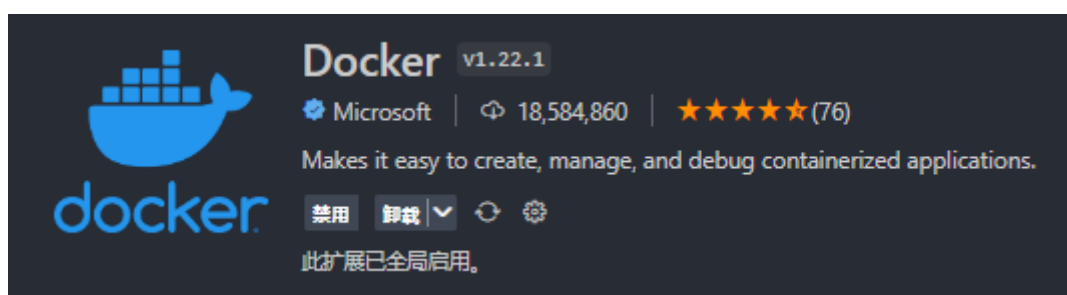 Docker v1.22.1
Microsoft 18,584,860 (76)
Makes it easy to create, manage, and debug containerized applications.
docker
禁用 卸载
此扩展已全局启用。